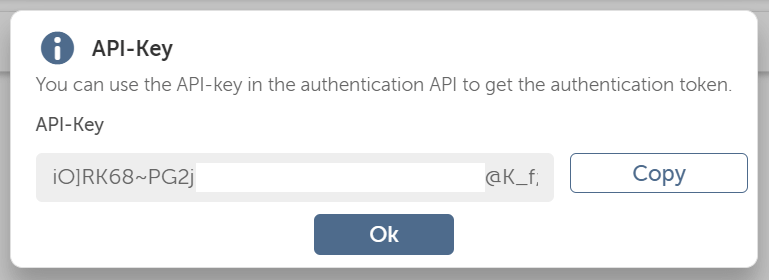 API-Key
You can use the API-key in the authentication API to get the authentication token.
API-Key
iO]RK68~PG2j @K_f; Copy
Ok